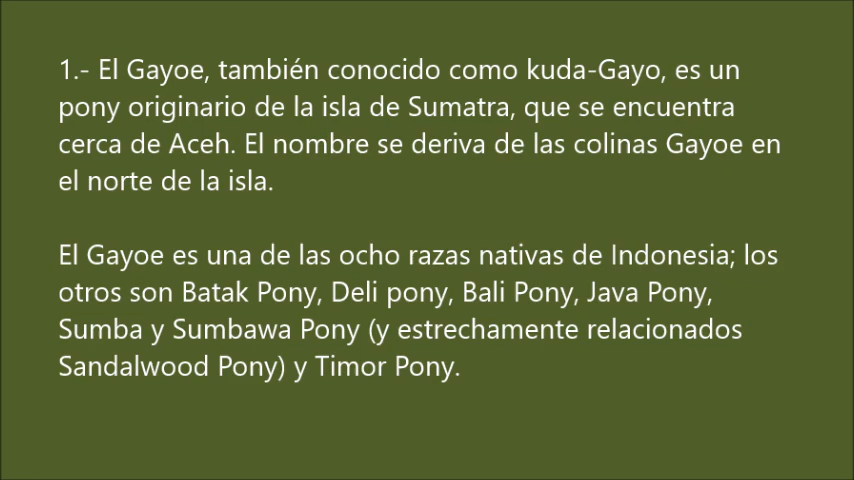 1.- El Gayoe, también conocido como kuda-Gayo, es un
pony originario de la isla de Sumatra, que se encuentra
cerca de Aceh. El nombre se deriva de las colinas Gayoe en
el norte de la isla.
El Gayoe es una de las ocho razas nativas de Indonesia; los
otros son Batak Pony, Deli pony, Bali Pony, Java Pony,
Sumba y Sumbawa Pony (y estrechamente relacionados
Sandalwood Pony) y Timor Pony.